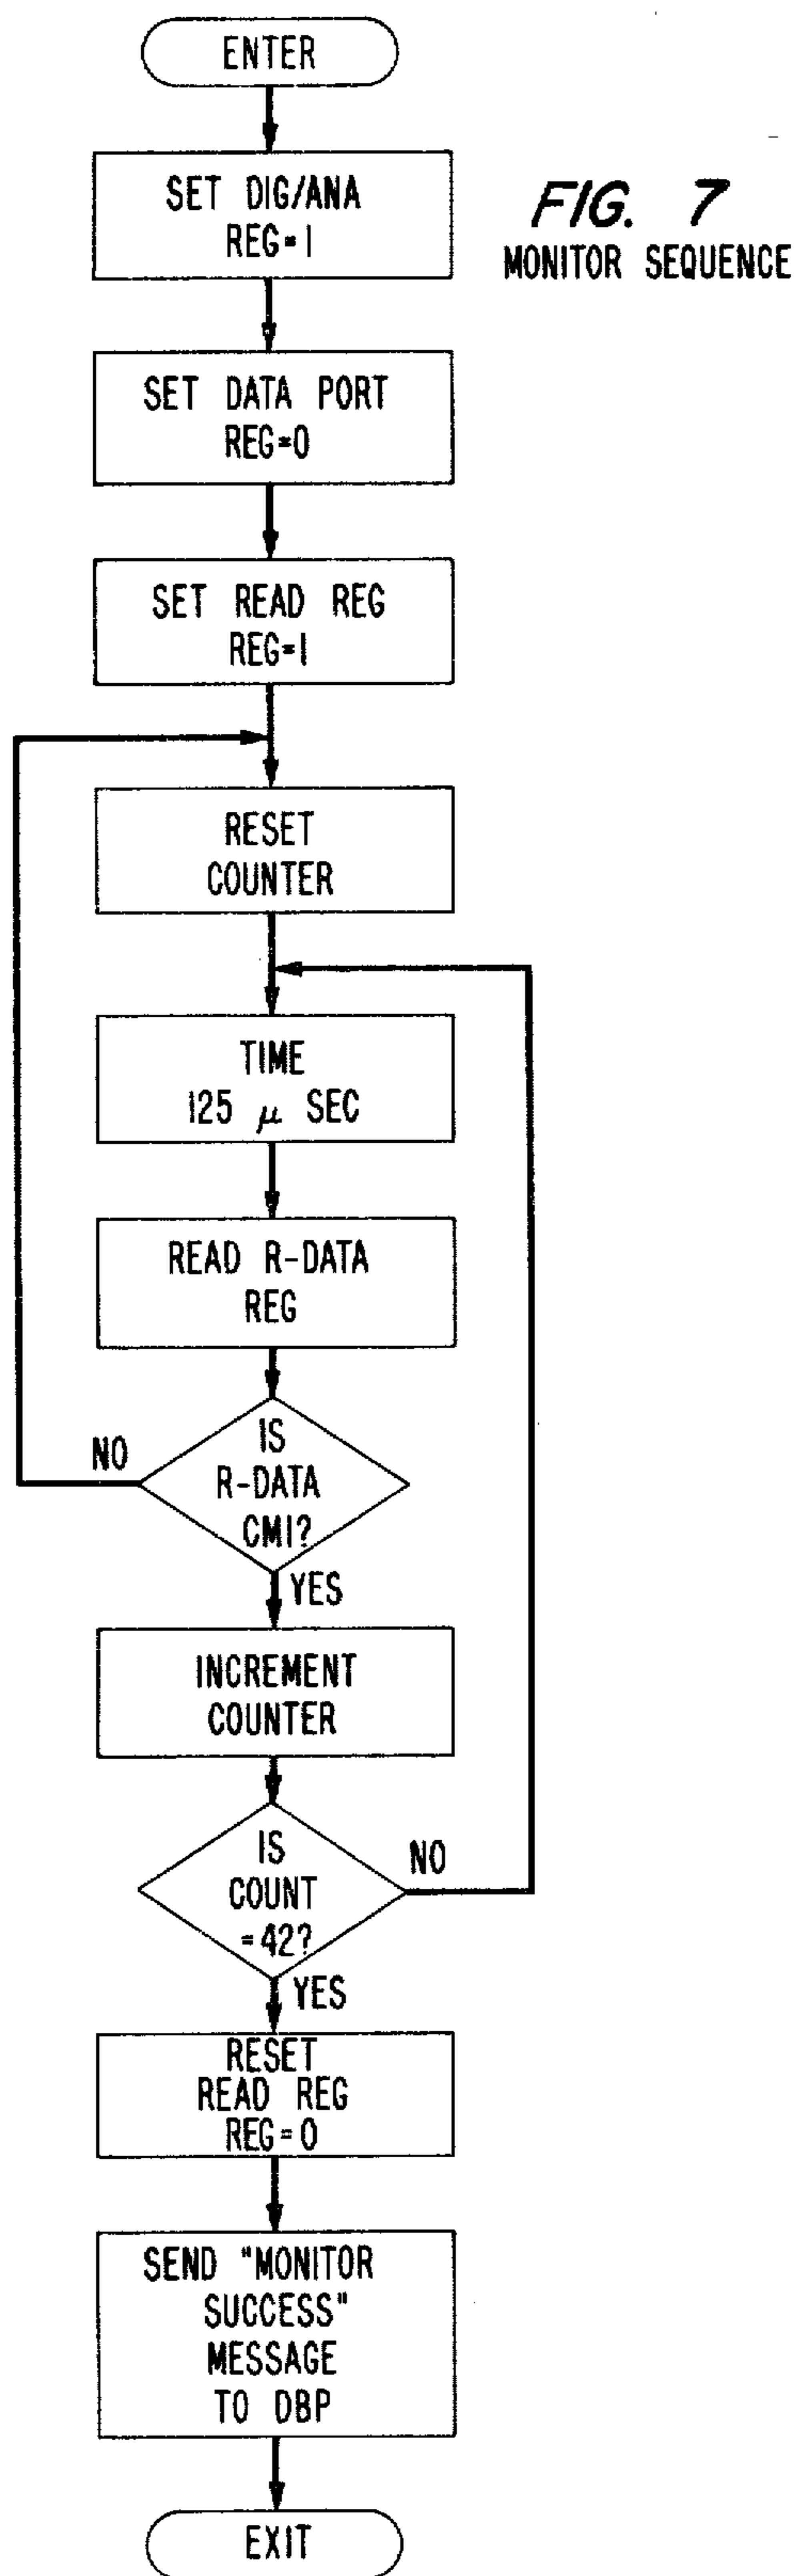 ENTER
SET DIG/ANA
REG=1
FIG. 7
MONITOR SEQUENCE
SET DATA PORT
REG=0
SET READ REG
REG=1
RESET
COUNTER
TIME
125 μ SEC
READ R-DATA
REG
IS
R-DATA
CMI?
NO
YES
INCREMENT
COUNTER
IS
COUNT
=42?
NO
YES
RESET
READ REG
REG=0
SEND "MONITOR
SUCCESS"
MESSAGE
TO DBP
EXIT